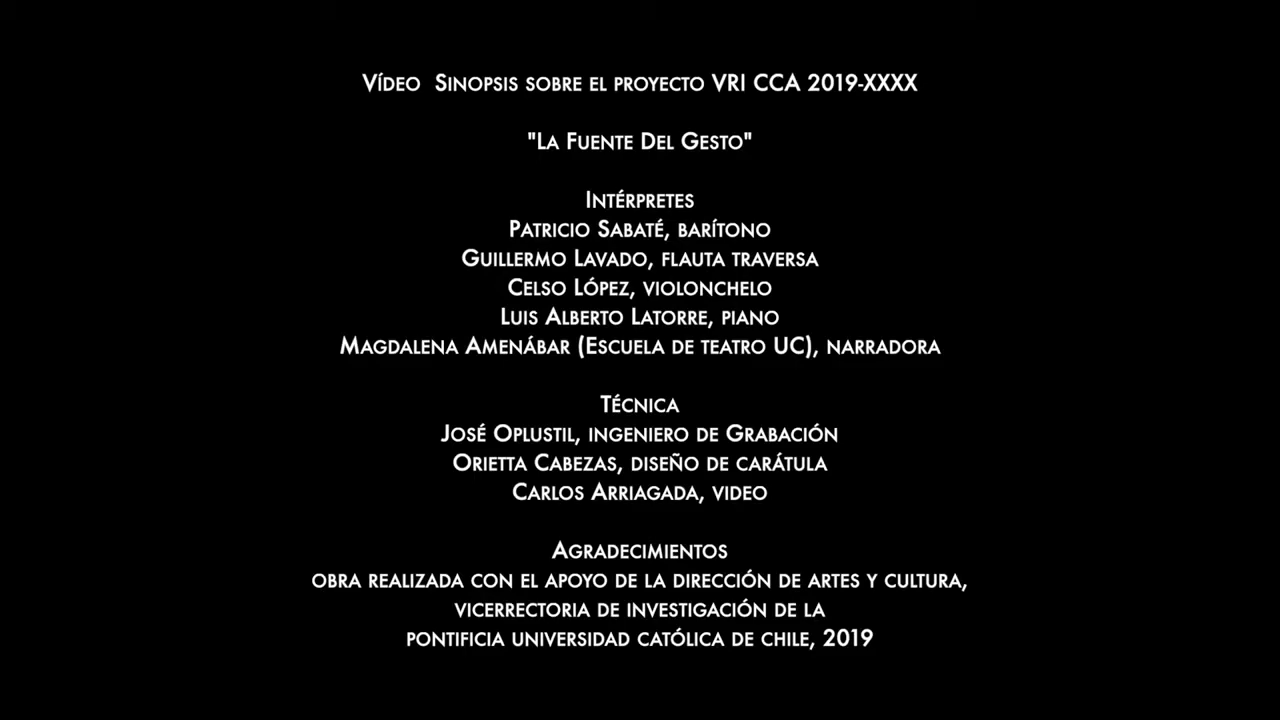 Vídeo Sinopsis sobre el proyecto VRI CCA 2019-XXXX
"La Fuente Del Gesto"
Intérpretes
Patricio Sabaté, barítono
Guillermo Lavado, flauta traversa
Celso López, violonchelo
Luis Alberto Latorre, piano
Magdalena Amenábar (Escuela de teatro UC), narradora
Técnica
José Oplustil, ingeniero de Grabación
Orietta Cabezas, diseño de carátula
Carlos Arriagada, video
Agradecimientos
obra realizada con el apoyo de la dirección de artes y cultura,
vicerrectoria de investigación de la
pontificia universidad católica de chile, 2019